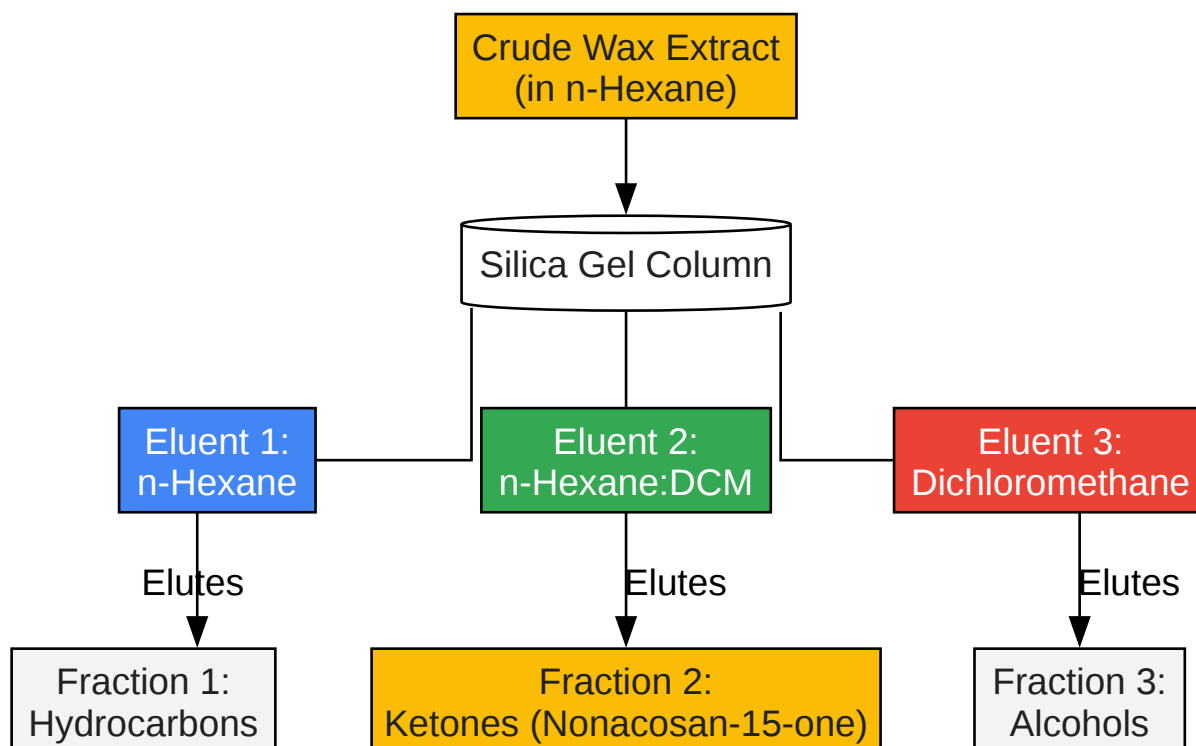 Crude Wax Extract
(in n-Hexane)
Silica Gel Column
Eluent 1:
n-Hexane
Eluent 2:
n-Hexane:DCM
Eluent 3:
Dichloromethane
Elutes
Elutes
Elutes
Fraction 1:
Hydrocarbons
Fraction 2:
Ketones (Nonacosan-15-one)
Fraction 3:
Alcohols